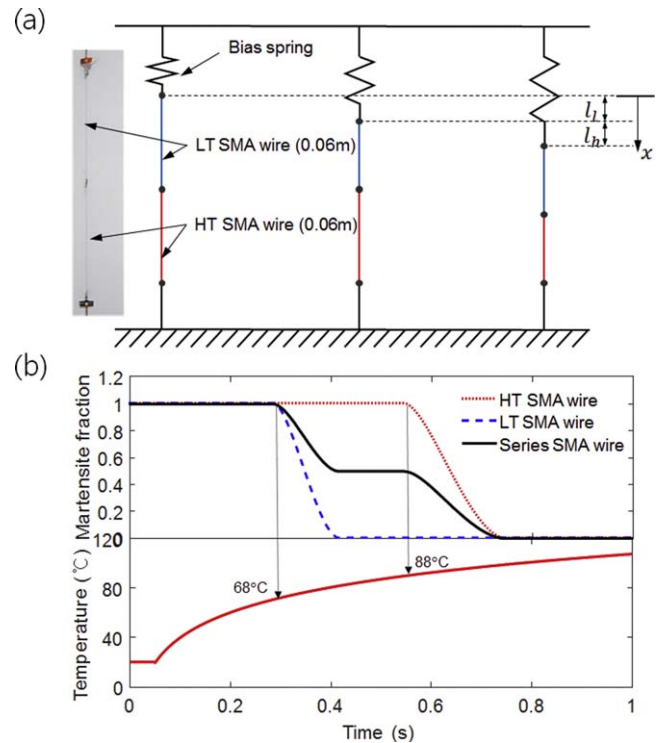 (a)
Bias spring
l_l
l_h
x
LT SMA wire (0.06m)
HT SMA wire (0.06m)
(b)
Martensite fraction
1.2
1
0.8
0.6
0.4
0.2
0
HT SMA wire
LT SMA wire
Series SMA wire
Temperature (℃)
120
80
40
0
68°C
88°C
0
0.2
0.4
0.6
0.8
1
Time (s)